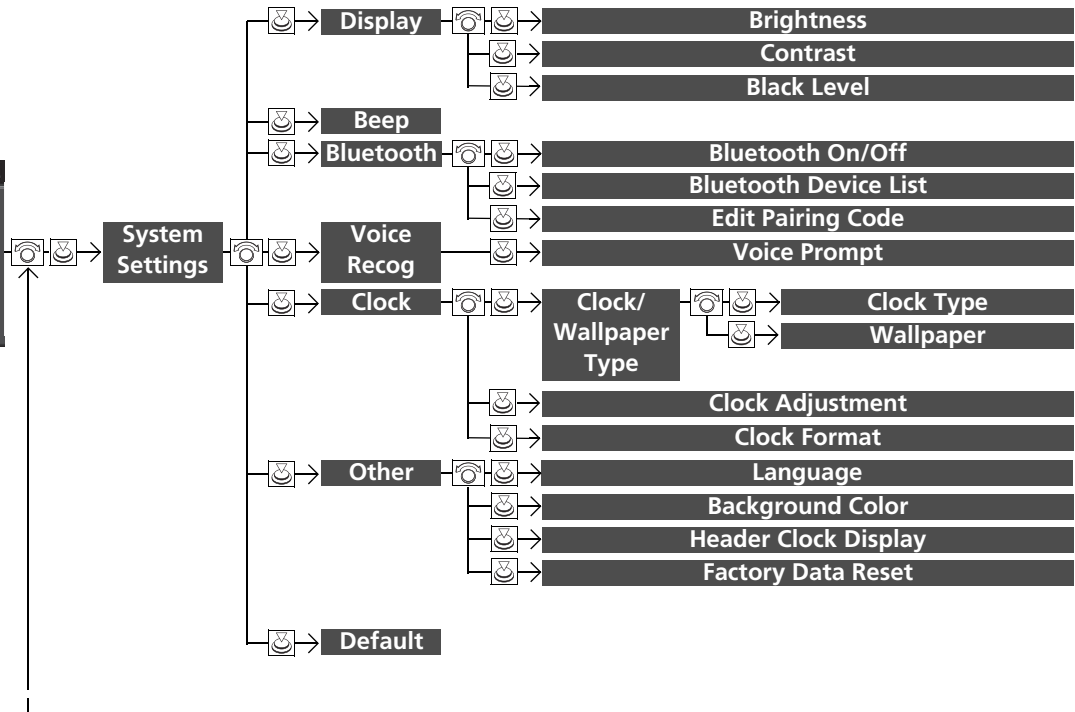 Display
Brightness
Contrast
Black Level
Beep
Bluetooth
Bluetooth On/Off
Bluetooth Device List
Edit Pairing Code
System
Settings
Voice
Recog
Voice Prompt
Clock
Clock/
Wallpaper
Type
Clock Type
Wallpaper
Clock Adjustment
Clock Format
Other
Language
Background Color
Header Clock Display
Factory Data Reset
Default